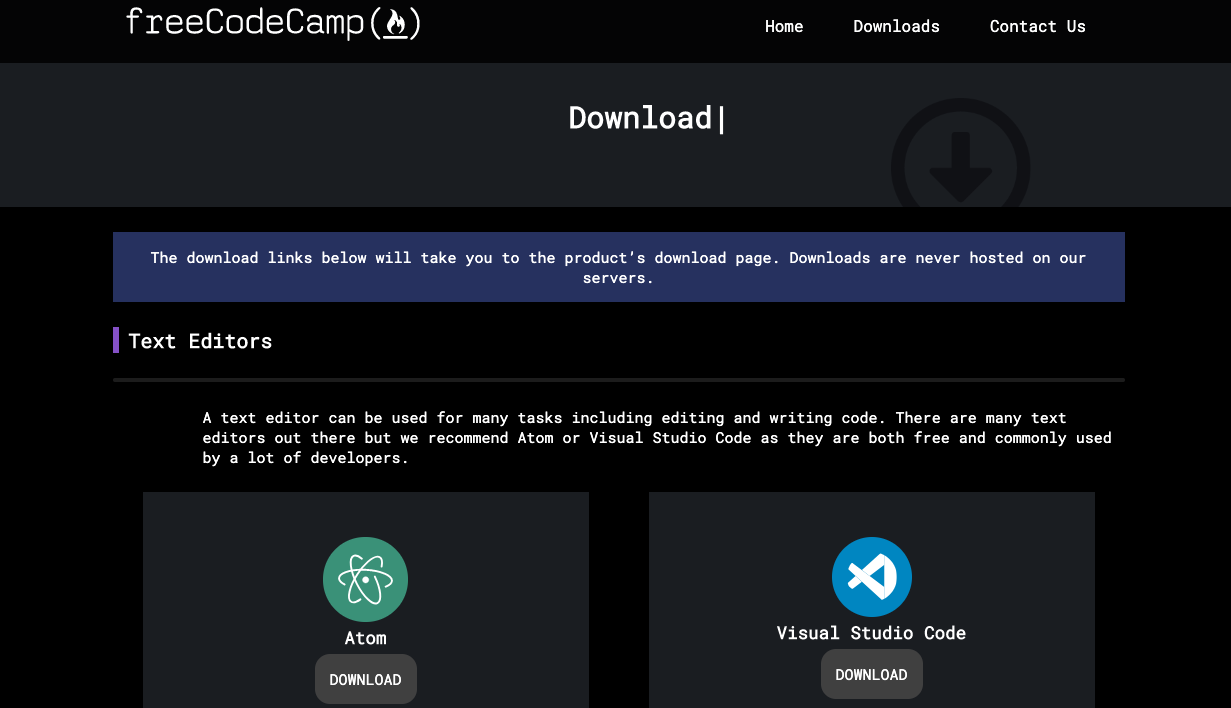 freeCodeCamp()
Home Downloads Contact Us
Download|
The download links below will take you to the product's download page. Downloads are never hosted on our
servers.
Text Editors
A text editor can be used for many tasks including editing and writing code. There are many text
editors out there but we recommend Atom or Visual Studio Code as they are both free and commonly used
by a lot of developers.
Atom
DOWNLOAD
Visual Studio Code
DOWNLOAD